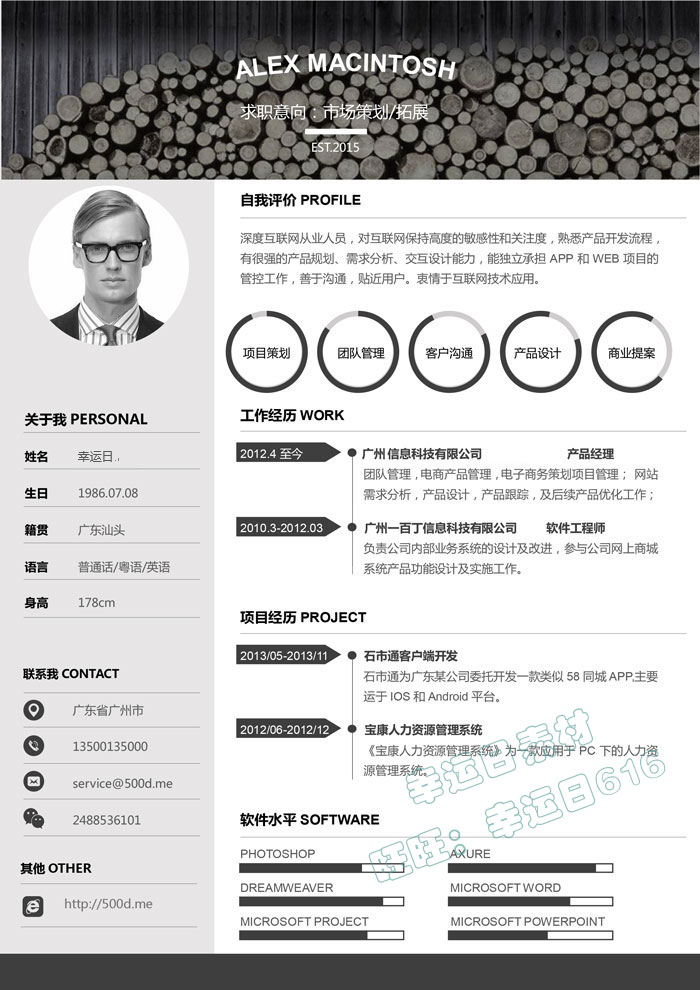 ALEX MACINTOSH
求职意向：市场策划/拓展
EST.2015
自我评价 PROFILE
深度互联网从业人员，对互联网保持高度的敏感性和关注度，熟悉产品开发流程，
有很强的产品规划、需求分析、交互设计能力，能独立承担 APP 和 WEB 项目的
管控工作，善于沟通，贴近用户。衷情于互联网技术应用。
项目策划
团队管理
客户沟通
产品设计
商业提案
关于我 PERSONAL
姓名 幸运日..
生日 1986.07.08
籍贯 广东汕头
语言 普通话/粤语/英语
身高 178cm
联系我 CONTACT
广东省广州市
13500135000
service@500d.me
2488536101
其他 OTHER
http://500d.me
工作经历 WORK
2012.4 至今 广州信息科技有限公司 产品经理
团队管理，电商产品管理，电子商务策划项目管理； 网站
需求分析，产品设计，产品跟踪，及后续产品优化工作；
2010.3-2012.03 广州一百丁信息科技有限公司 软件工程师
负责公司内部业务系统的设计及改进，参与公司网上商城
系统产品功能设计及实施工作。
项目经历 PROJECT
2013/05-2013/11 石市通客户端开发
石市通为广东某公司委托开发一款类似 58 同城 APP,主要
运于 IOS 和 Android 平台。
2012/06-2012/12 宝康人力资源管理系统
《宝康人力资源管理系统》为一款应用于 PC 下的人力资
源管理系统。
幸运日素材
旺旺：幸运日616
软件水平 SOFTWARE
PHOTOSHOP AXURE
DREAMWEAVER MICROSOFT WORD
MICROSOFT PROJECT MICROSOFT POWERPOINT